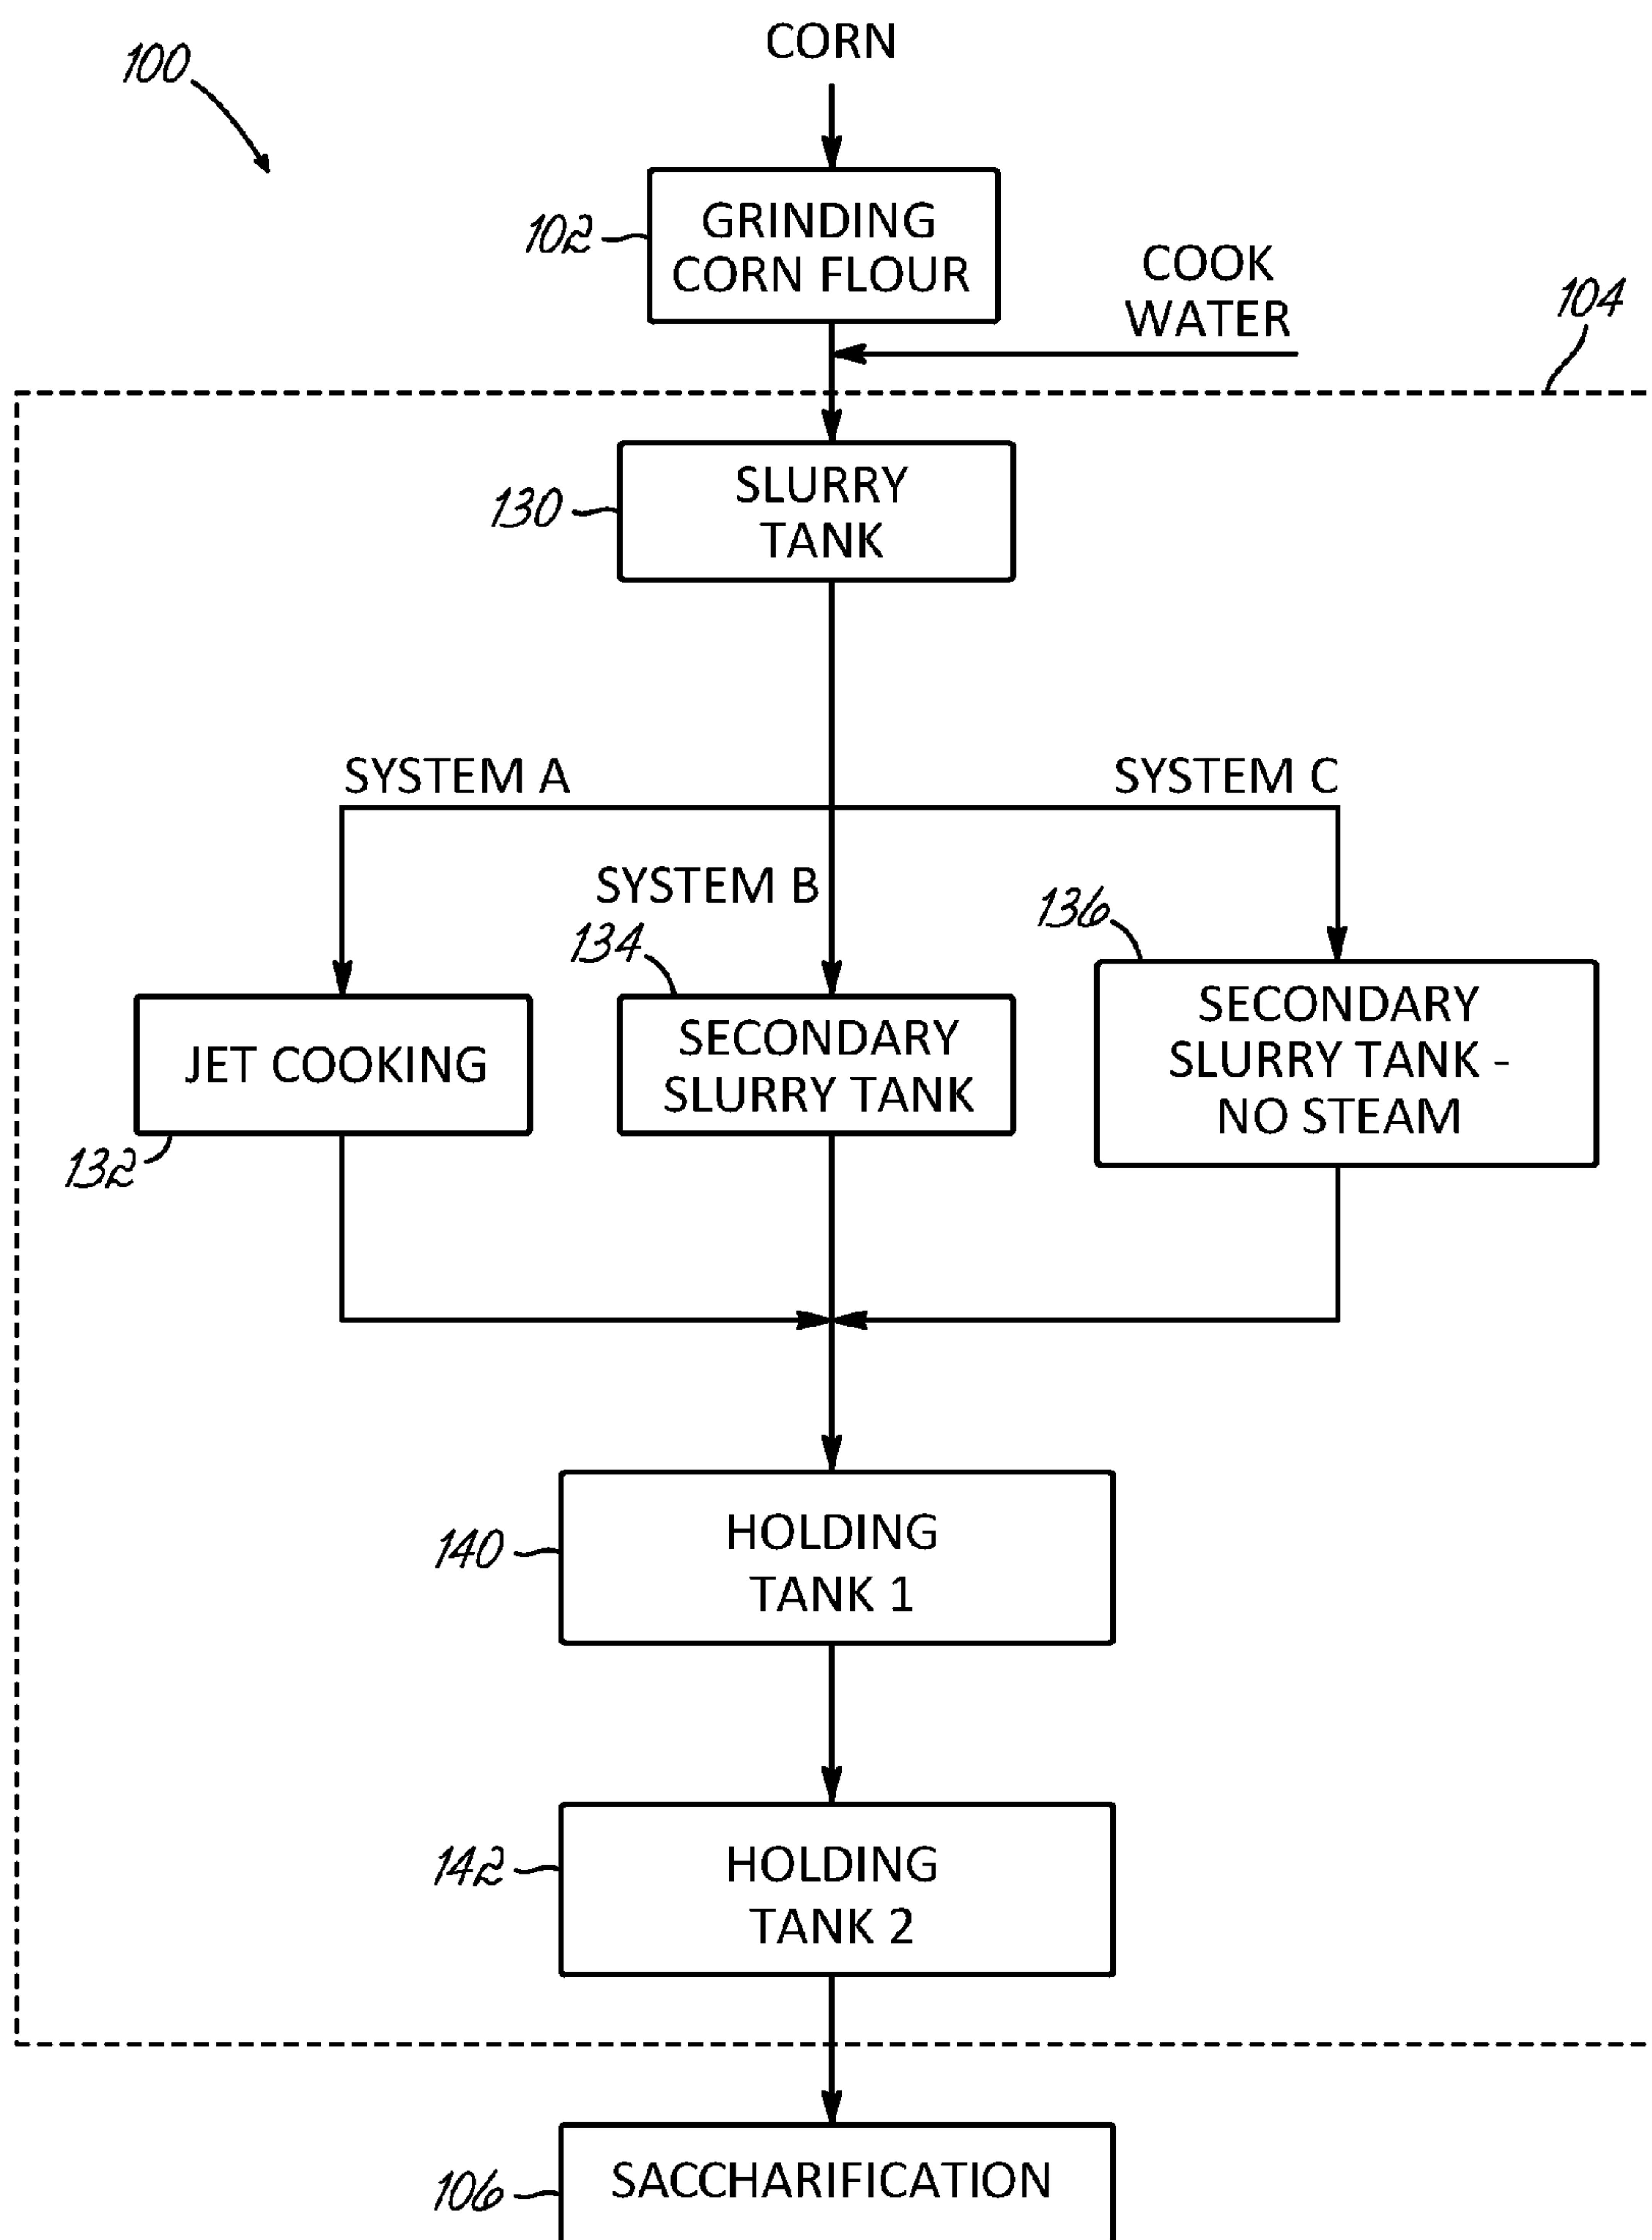 100
CORN
102
GRINDING
CORN FLOUR
COOK
WATER
104
130
SLURRY
TANK
SYSTEM A
SYSTEM C
SYSTEM B
134
136
JET COOKING
132
SECONDARY
SLURRY TANK
SECONDARY
SLURRY TANK -
NO STEAM
140
HOLDING
TANK 1
142
HOLDING
TANK 2
106
SACCHARIFICATION